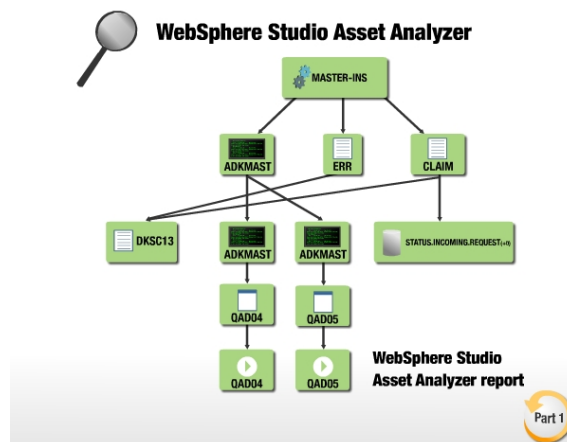 WebSphere Studio Asset Analyzer
MASTER-INS
ADKMAST
ERR
CLAIM
DKSC13
ADKMAST
ADKMAST
STATUS.INCOMING.REQUEST(+0)
QAD04
QAD05
QAD04
QAD05
WebSphere Studio
Asset Analyzer report
Part 1